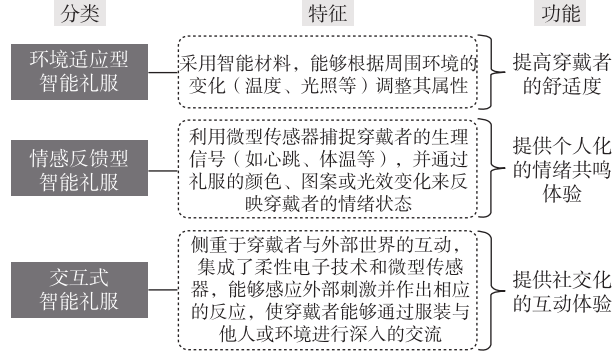 分类
特征
功能
环境适应型
智能礼服
采用智能材料，能够根据周围环境的
变化（温度、光照等）调整其属性
提高穿戴者
的舒适度
情感反馈型
智能礼服
利用微型传感器捕捉穿戴者的生理
信号（如心跳、体温等），并通过
礼服的颜色、图案或光效变化来反
映穿戴者的情绪状态
提供个人化
的情绪共鸣
体验
交互式
智能礼服
侧重于穿戴者与外部世界的互动，
集成了柔性电子技术和微型传感
器，能够感应外部刺激并作出相应
的反应，使穿戴者能够通过服装与
他人或环境进行深入的交流
提供社交化
的互动体验